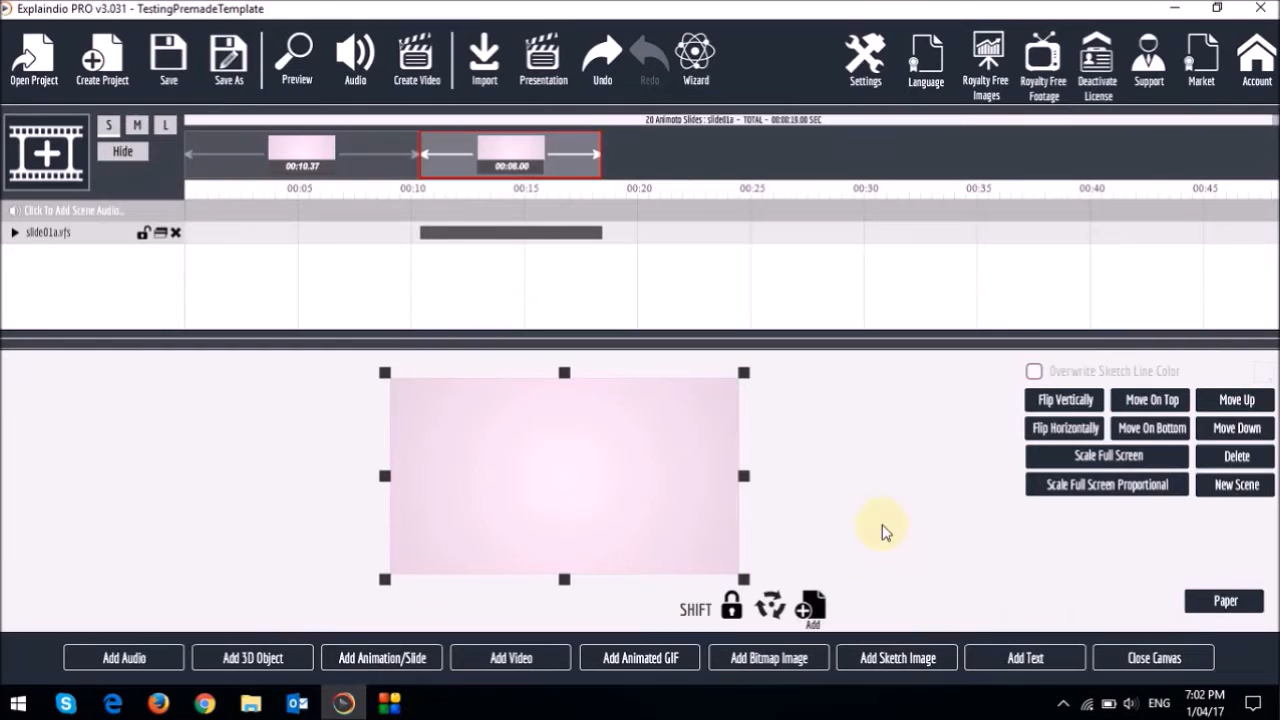 Explaindio PRO v3.031 - TestingPremadeTemplate
Open Project
Create Project
Save
Save As
Preview
Audio
Create Video
Import
Presentation
Undo
Redo
Wizard
Settings
Language
Royalty Free
Images
Royalty Free
Footage
Deactivate
License
Support
Market
Account
S M L
Hide
20 Animoto Slides : slide01a - TOTAL - 00:00:19.00 SEC
00:10.37
00:08.00
00:05 00:10 00:15 00:20 00:25 00:30 00:35 00:40 00:45
Click To Add Scene Audio...
slide01a.vfs
Overwrite Sketch Line Color
Flip Vertically Move On Top Move Up
Flip Horizontally Move On Bottom Move Down
Scale Full Screen Delete
Scale Full Screen Proportional New Scene
SHIFT
Add
Paper
Add Audio Add 3D Object Add Animation/Slide Add Video Add Animated GIF Add Bitmap Image Add Sketch Image Add Text Close Canvas
ENG
7:02 PM
1/04/17